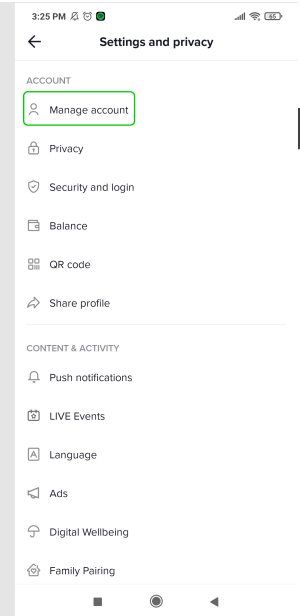 3:25 PM 65
Settings and privacy
ACCOUNT
Manage account
Privacy
Security and login
Balance
QR code
Share profile
CONTENT & ACTIVITY
Push notifications
LIVE Events
A Language
Ads
Digital Wellbeing
Family Pairing